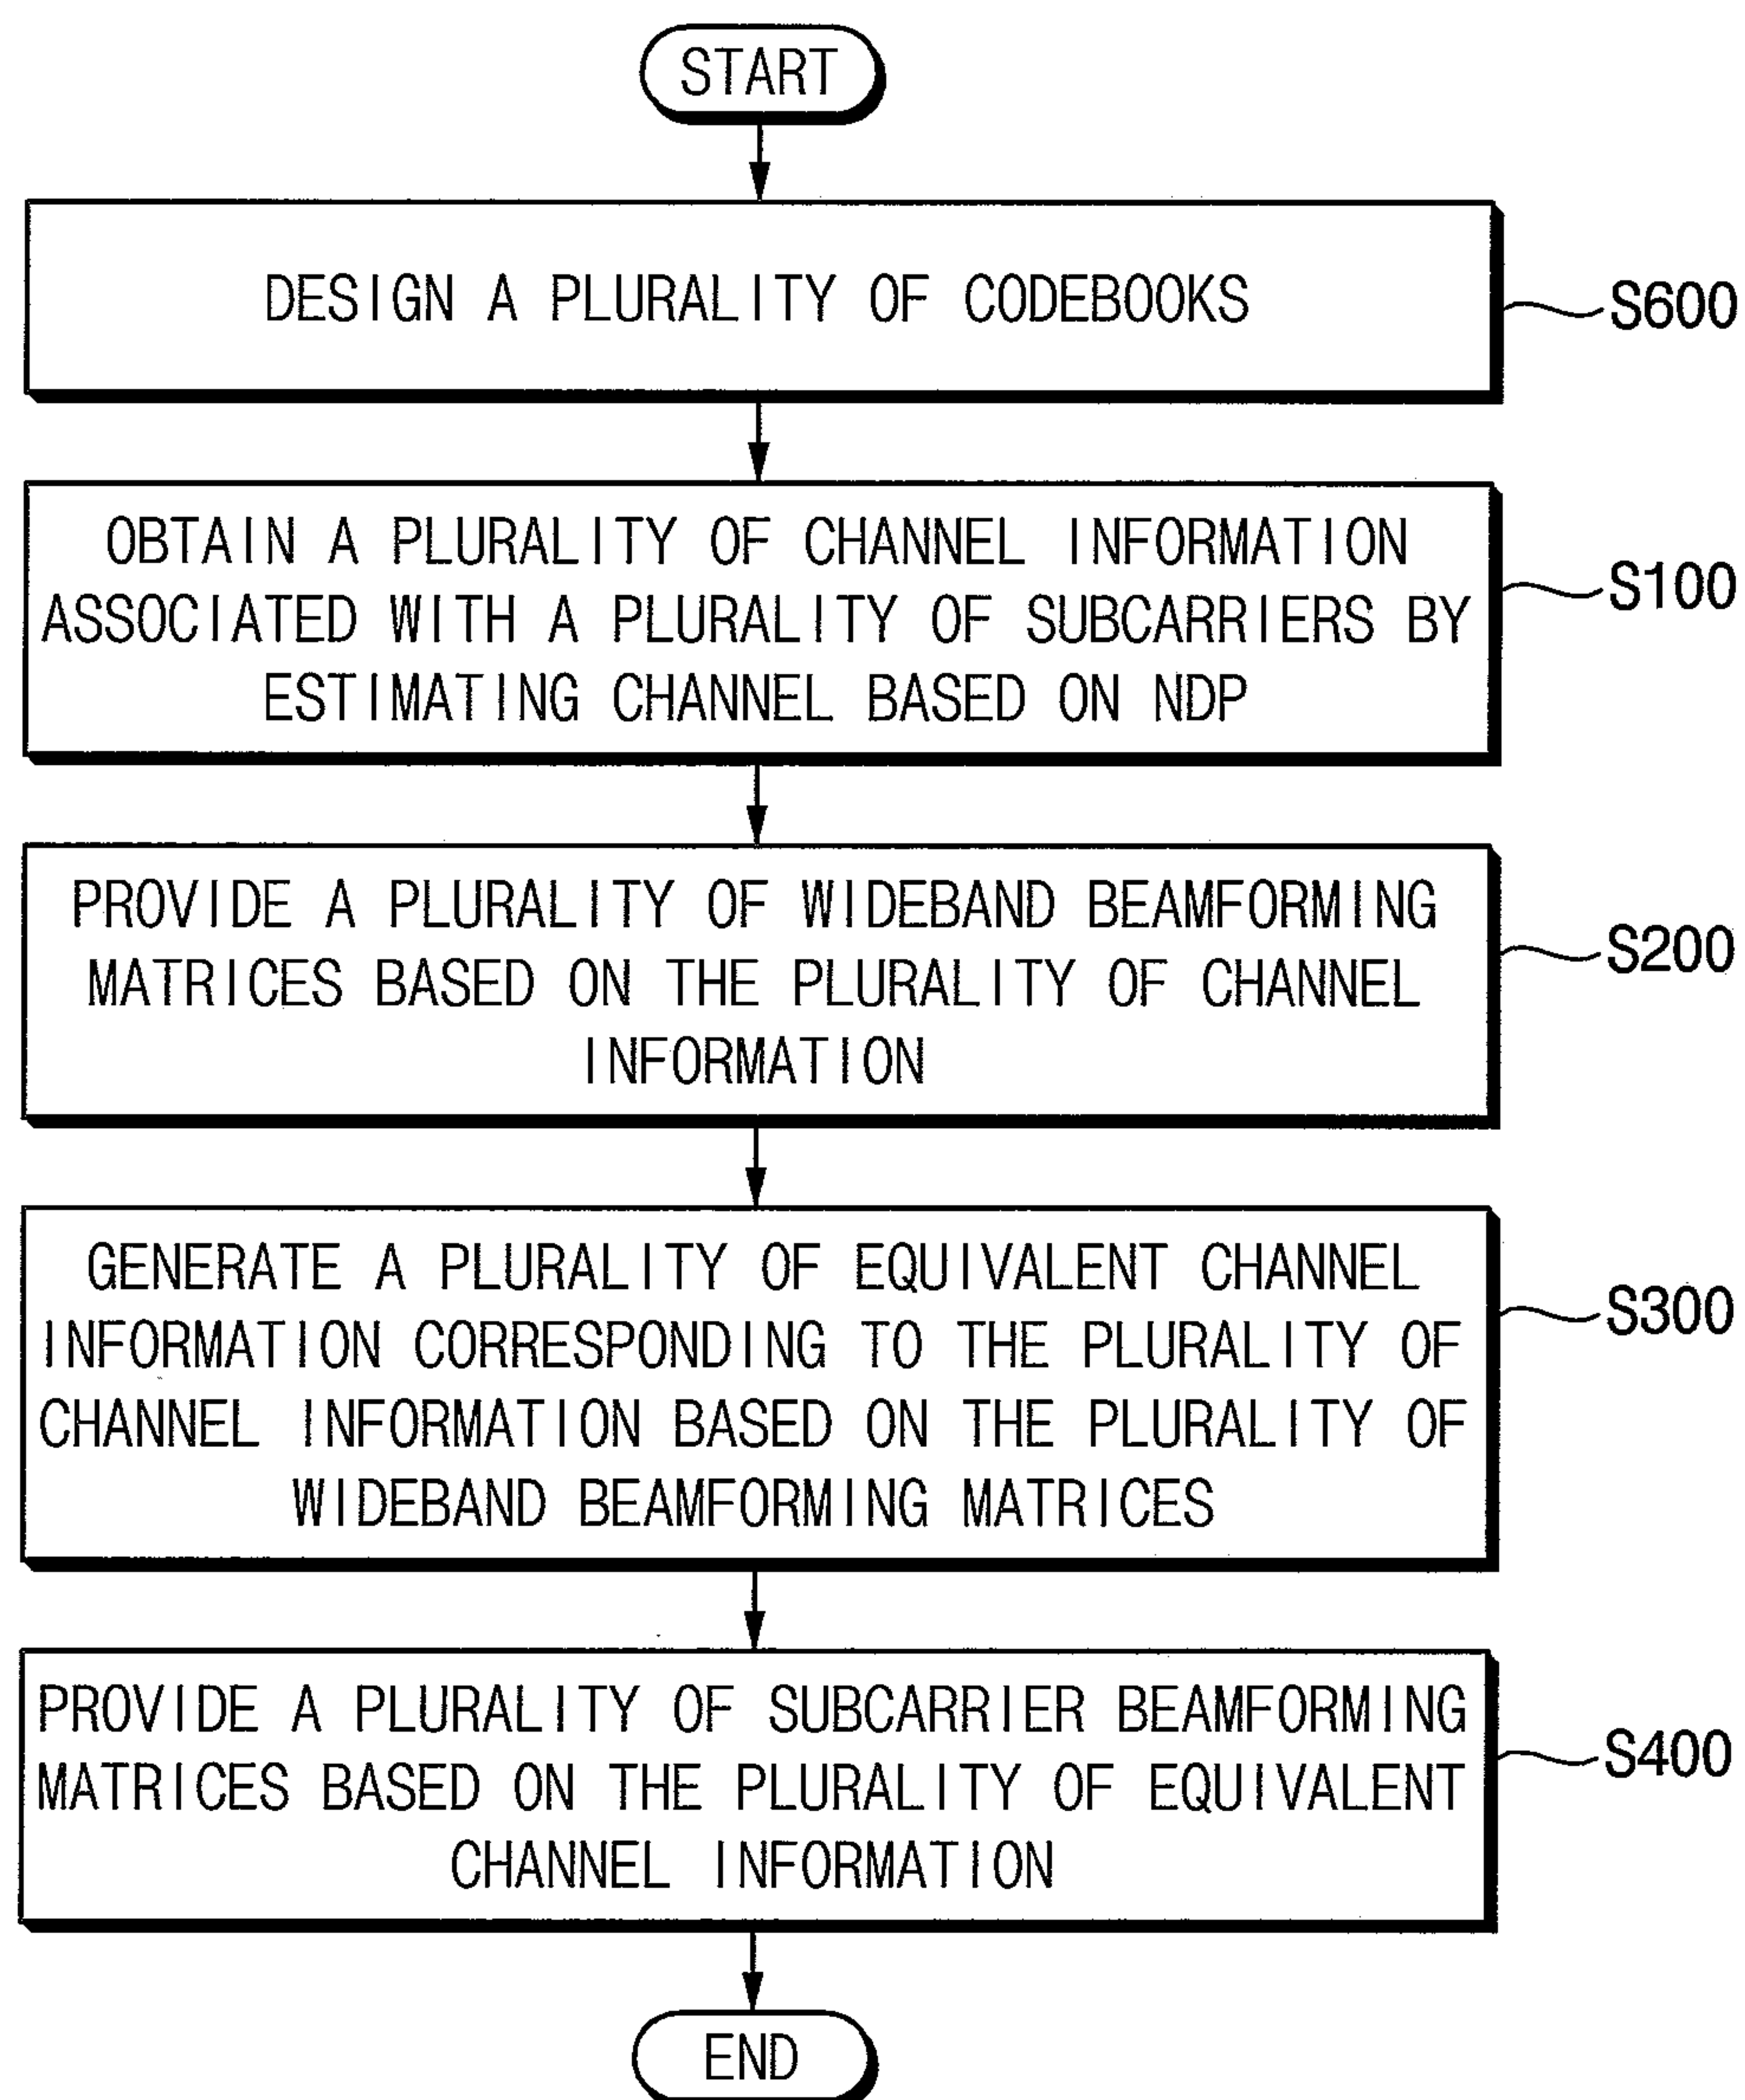 START
DESIGN A PLURALITY OF CODEBOOKS
S600
OBTAIN A PLURALITY OF CHANNEL INFORMATION
ASSOCIATED WITH A PLURALITY OF SUBCARRIERS BY
ESTIMATING CHANNEL BASED ON NDP
S100
PROVIDE A PLURALITY OF WIDEBAND BEAMFORMING
MATRICES BASED ON THE PLURALITY OF CHANNEL
INFORMATION
S200
GENERATE A PLURALITY OF EQUIVALENT CHANNEL
INFORMATION CORRESPONDING TO THE PLURALITY OF
CHANNEL INFORMATION BASED ON THE PLURALITY OF
WIDEBAND BEAMFORMING MATRICES
S300
PROVIDE A PLURALITY OF SUBCARRIER BEAMFORMING
MATRICES BASED ON THE PLURALITY OF EQUIVALENT
CHANNEL INFORMATION
S400
END